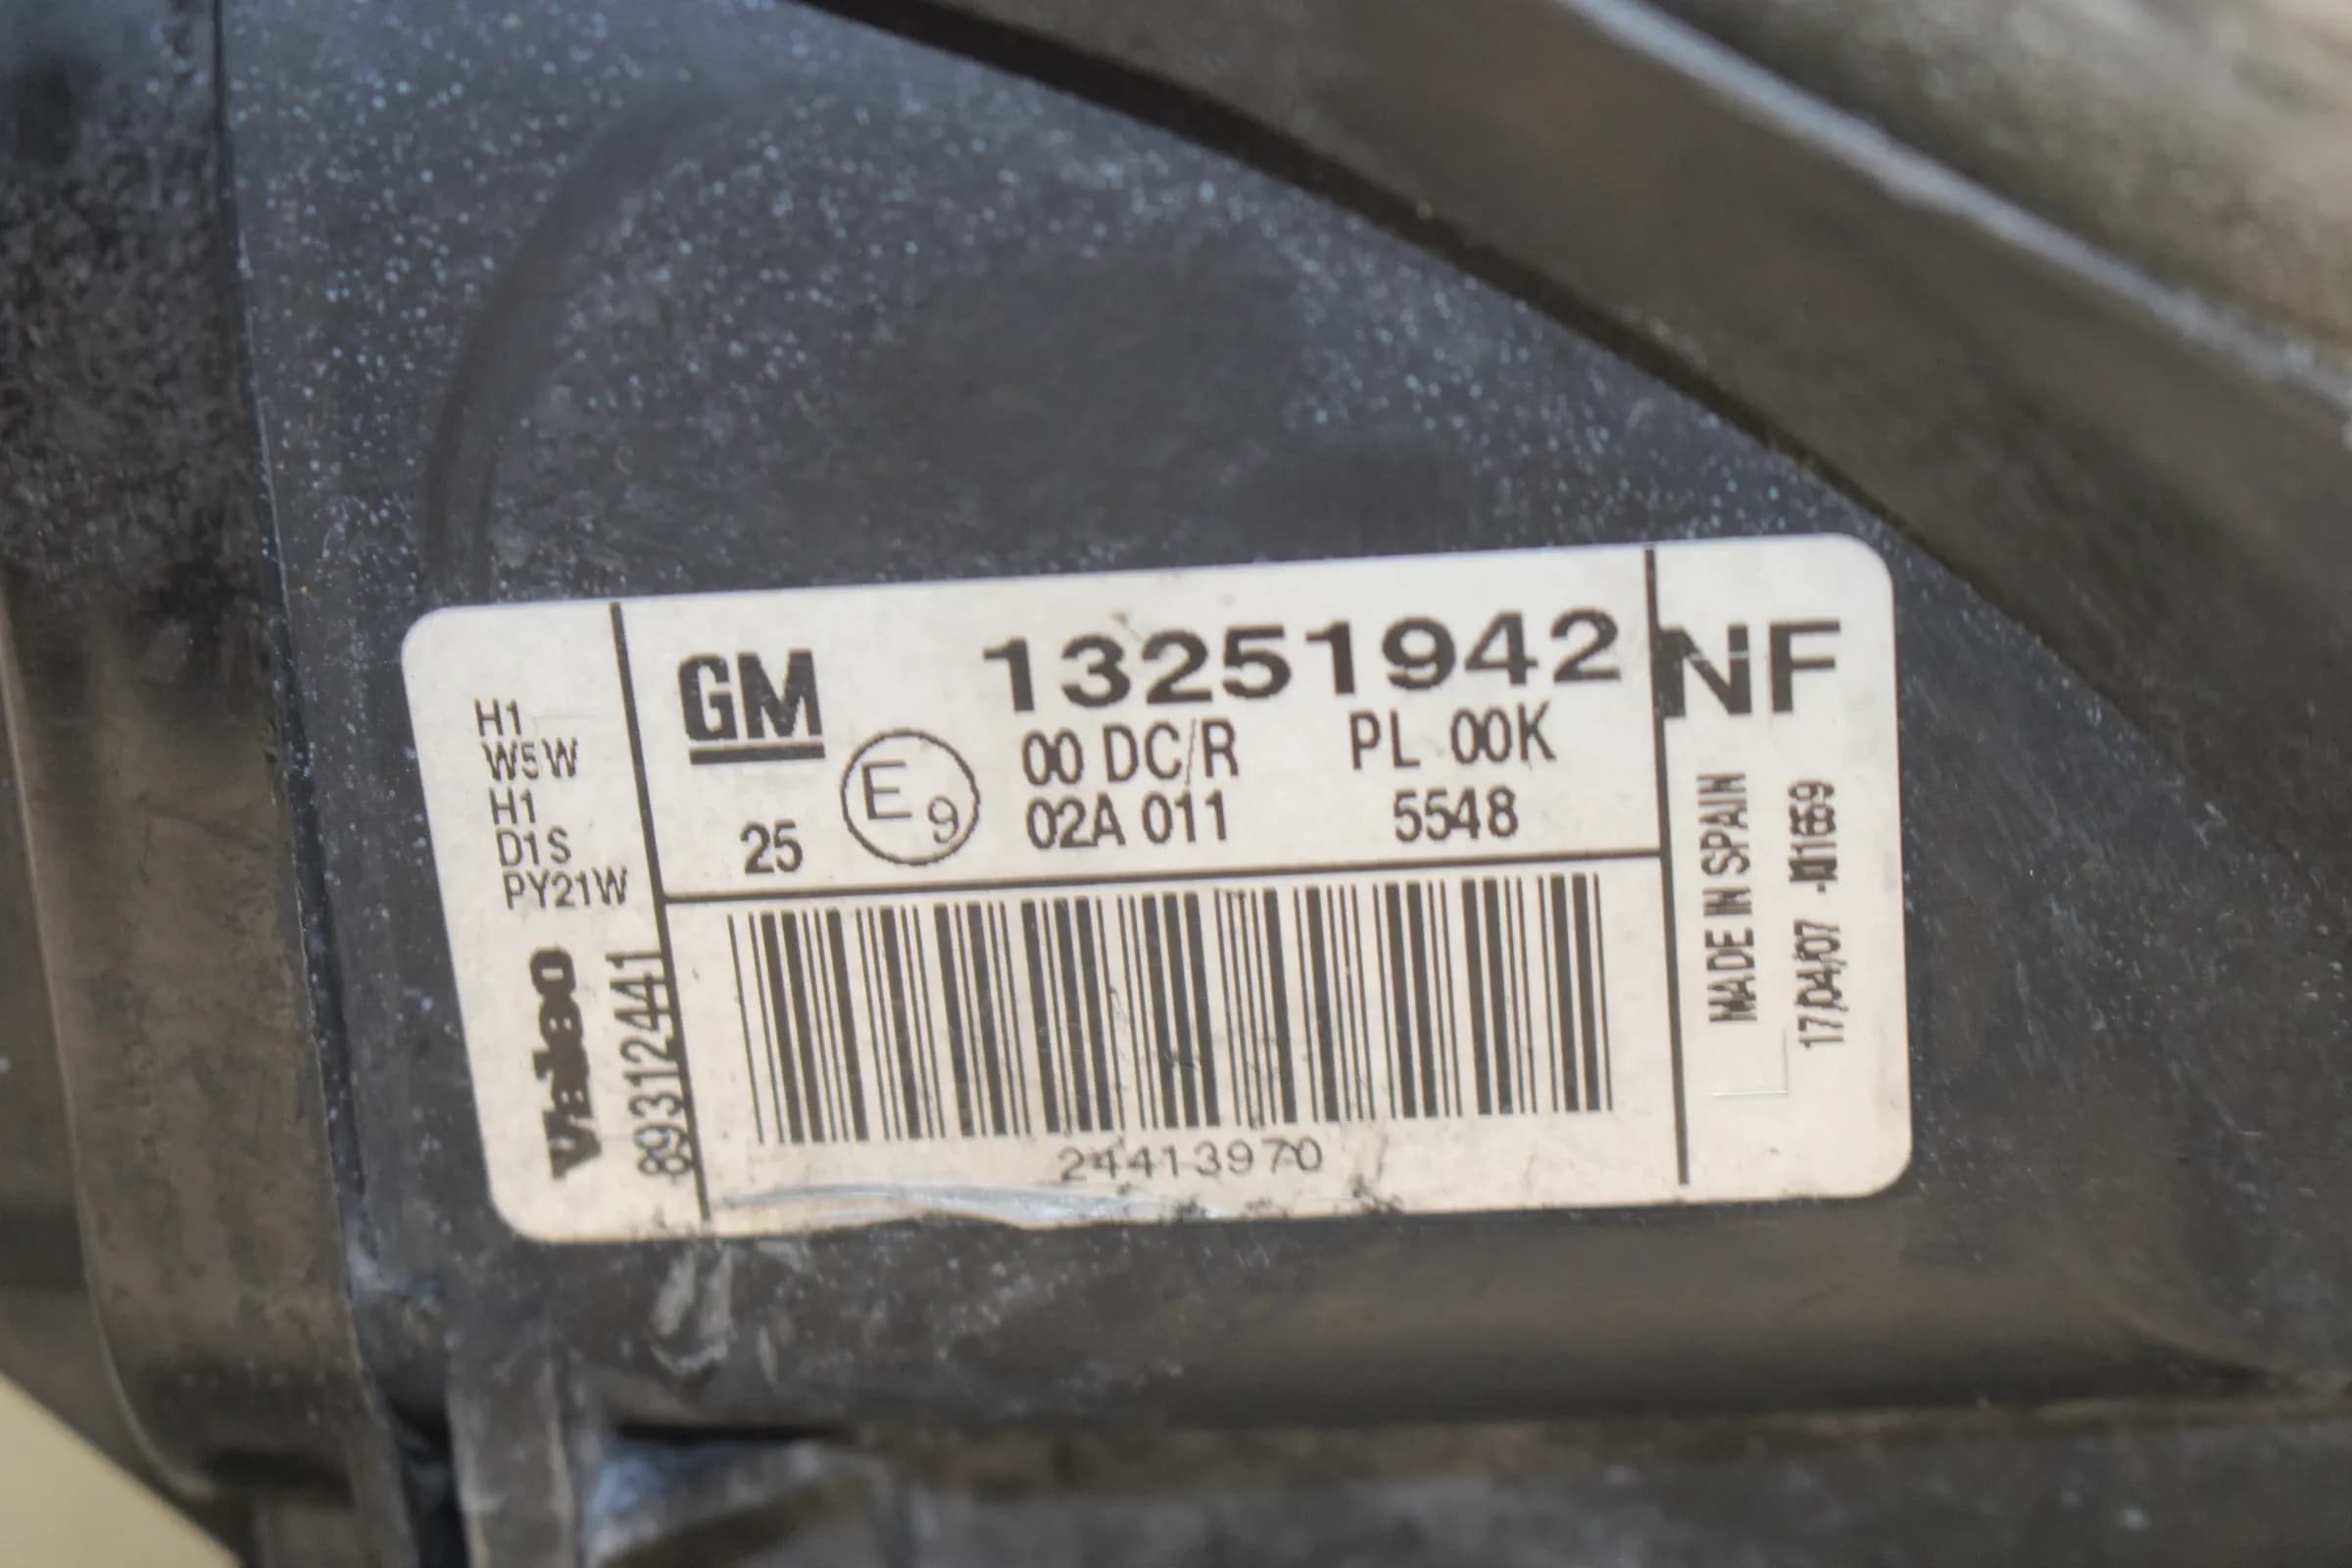 H1
W5W
H1
D1S
PY21W
Valeo
89312441
GM
13251942
25
E9
00 DC/R PL 00K
02A 011 5548
24413970
NF
MADE IN SPAIN
17/04/07